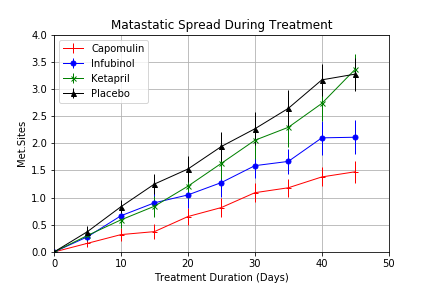 Matastatic Spread During Treatment
Capomulin
Infubinol
Ketapril
Placebo
Met.Sites
4.0
3.5
3.0
2.5
2.0
1.5
1.0
0.5
0.0
0 10 20 30 40 50
Treatment Duration (Days)